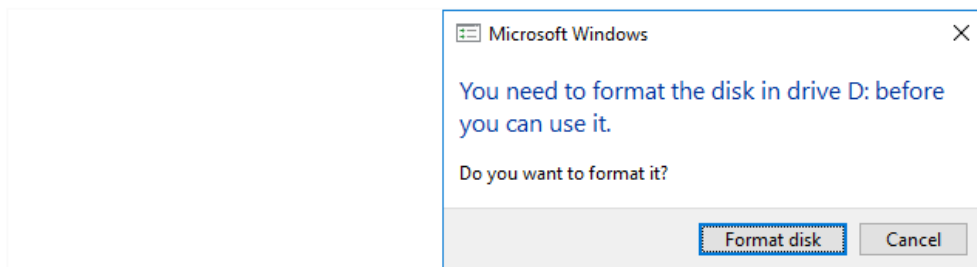 Microsoft Windows
You need to format the disk in drive D: before
you can use it.
Do you want to format it?
Format disk Cancel